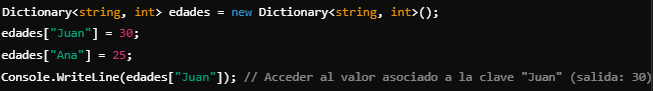 Dictionary<string, int> edades = new Dictionary<string, int>();
edades["Juan"] = 30;
edades["Ana"] = 25;
Console.WriteLine(edades["Juan"]); // Acceder al valor asociado a la clave "Juan" (salida: 30)